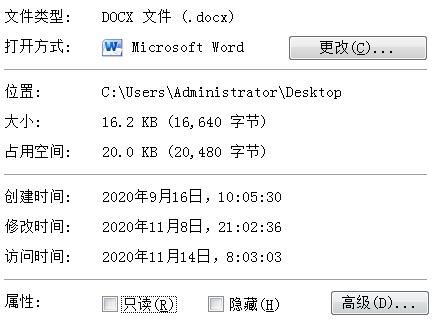 文件类型: DOCX 文件 (.docx)
打开方式: Microsoft Word 更改(C)...
位置: C:\Users\Administrator\Desktop
大小: 16.2 KB (16,640 字节)
占用空间: 20.0 KB (20,480 字节)
创建时间: 2020年9月16日，10:05:30
修改时间: 2020年11月8日，21:02:36
访问时间: 2020年11月14日，8:03:03
属性: 只读(R) 隐藏(H) 高级(D)...